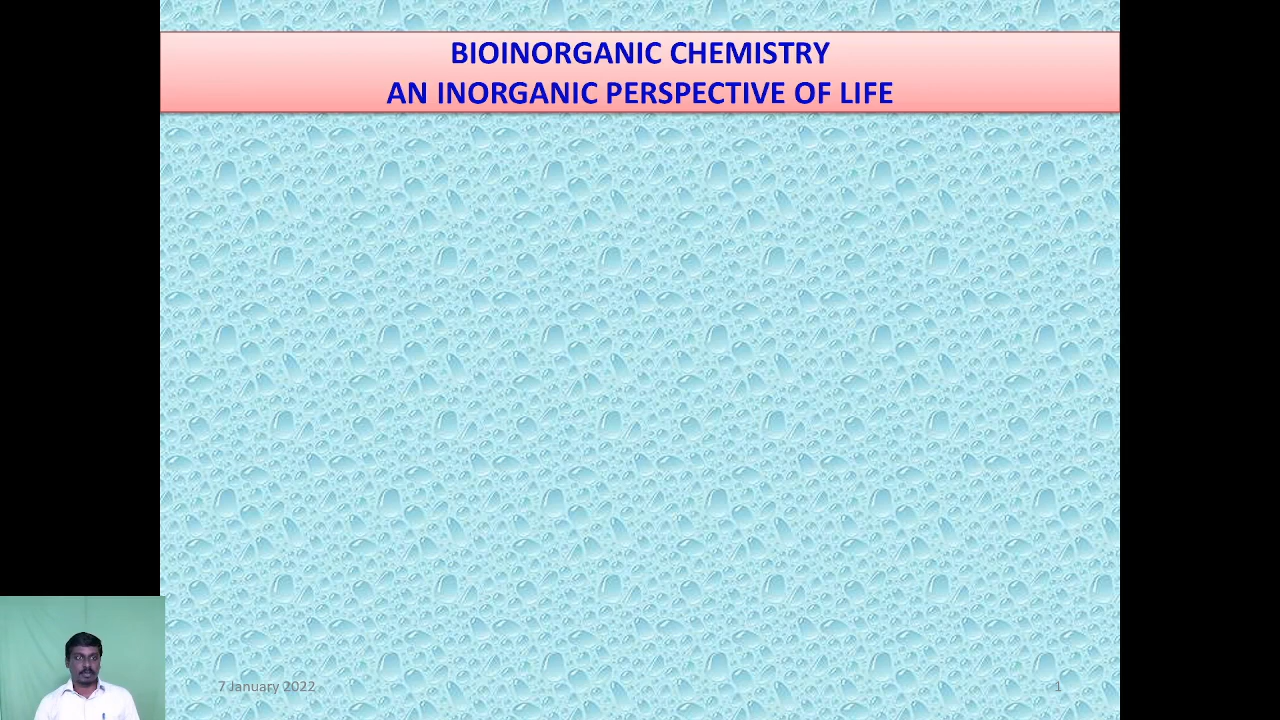 BIOINORGANIC CHEMISTRY
AN INORGANIC PERSPECTIVE OF LIFE
7 January 2022
1